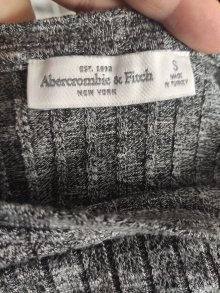 EST. 1892
Abercrombie & Fitch
NEW YORK
S
MADE
IN TURKEY